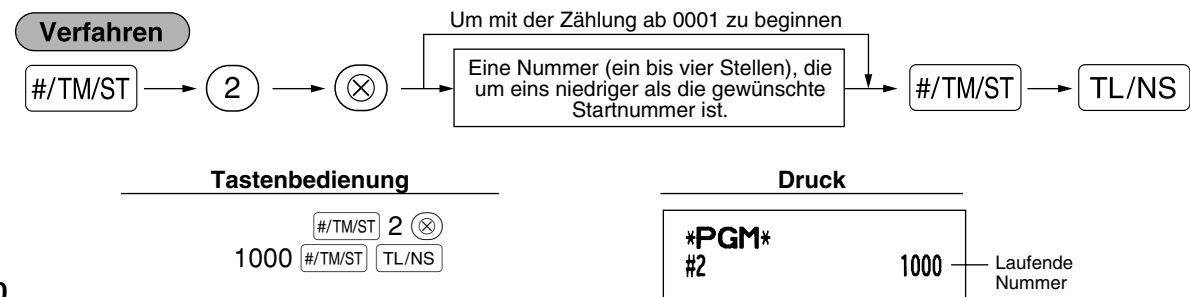 Um mit der Zählung ab 0001 zu beginnen
Verfahren
#/TM/ST 2 ⊗ Eine Nummer (ein bis vier Stellen), die
um eins niedriger als die gewünschte
Startnummer ist.
#/TM/ST TL/NS
Tastenbedienung
#/TM/ST 2 ⊗
1000 #/TM/ST TL/NS
Druck
*PGM*
#2 1000
Laufende
Nummer